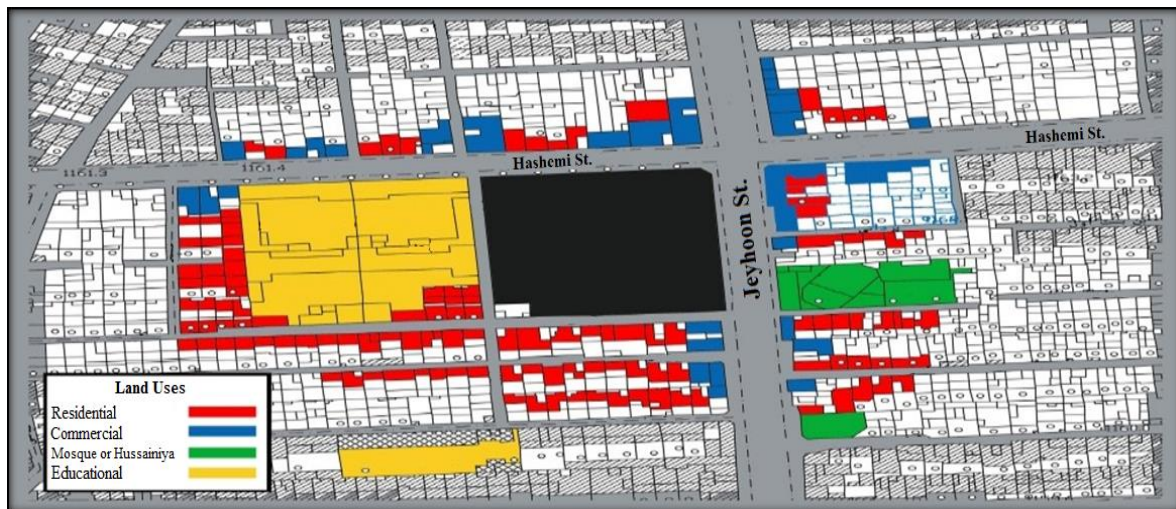 Hashemi St.
Hashemi St.
1161.3
1161.4
Jeyhoon St.
Land Uses
Residential
Commercial
Mosque or Hussainiya
Educational